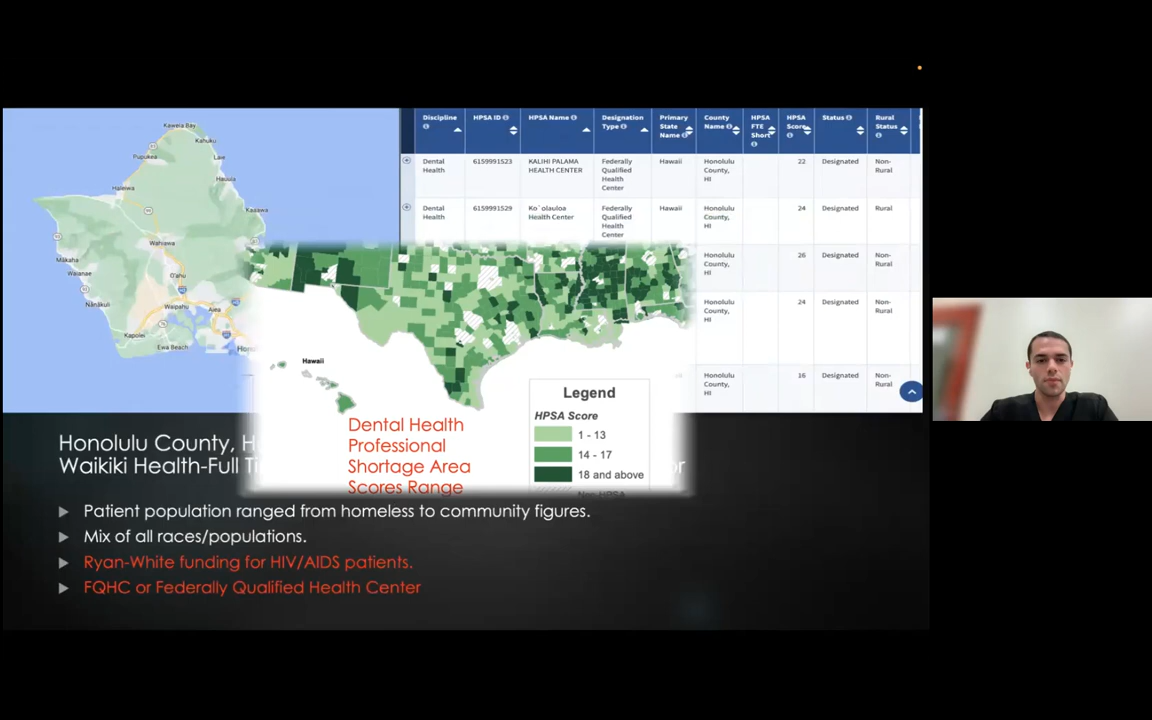 Kawela Bay
Kahuku
Pupukea
Laie
Hauula
Haleiwa
Kaaawa
Wahiawa
Mākaha
Waianae
O'ahu
Nānākuli
Waipahu
Aiea
Kapolei
Ewa Beach
Discipline HPSA ID HPSA Name Designation Type Primary State Name County Name HPSA FTE Short HPSA Score Status Rural Status
Dental Health 6159991523 KALIHI PALAMA HEALTH CENTER Federally Qualified Health Center Hawaii Honolulu County, HI 22 Designated Non-Rural
Dental Health 6159991529 Ko`olauloa Health Center Federally Qualified Health Center Hawaii Honolulu County, HI 24 Designated Rural
Honolulu County, HI 26 Designated Non-Rural
Honolulu County, HI 24 Designated Non-Rural
Honolulu County, HI 16 Designated Non-Rural
Hawaii
Legend
HPSA Score
1 - 13
14 - 17
18 and above
Dental Health
Professional
Shortage Area
Scores Range
Honolulu County, H
Waikiki Health-Full Ti
Patient population ranged from homeless to community figures.
Mix of all races/populations.
Ryan-White funding for HIV/AIDS patients.
FQHC or Federally Qualified Health Center